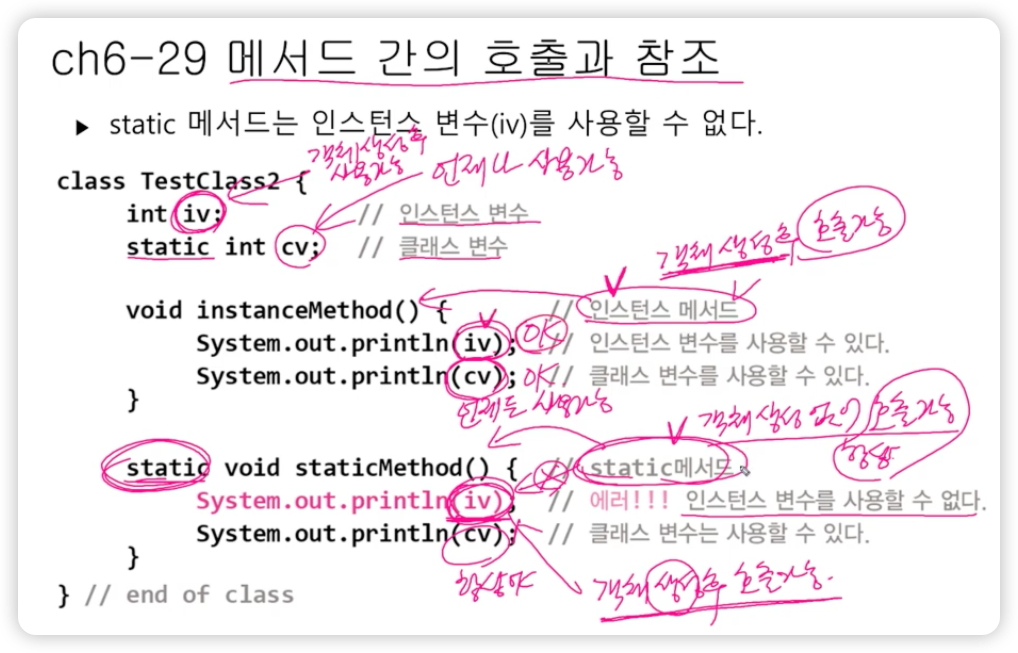 ch6-29 메서드 간의 호출과 참조
▶ static 메서드는 인스턴스 변수(iv)를 사용할 수 없다.
객체 생성후
사용가능
언제나 사용가능
class TestClass2 {
int iv; // 인스턴스 변수
static int cv; // 클래스 변수
객체 생성후 호출가능
void instanceMethod() { // 인스턴스 메서드
System.out.println(iv); OK // 인스턴스 변수를 사용할 수 있다.
System.out.println(cv); OK // 클래스 변수를 사용할 수 있다.
}
언제든 사용가능
객체 생성 없이 호출가능
항상
static void staticMethod() { // static메서드
System.out.println(iv); // 에러!!! 인스턴스 변수를 사용할 수 없다.
System.out.println(cv); // 클래스 변수는 사용할 수 있다.
}
객체 생성후 호출가능.
} // end of class